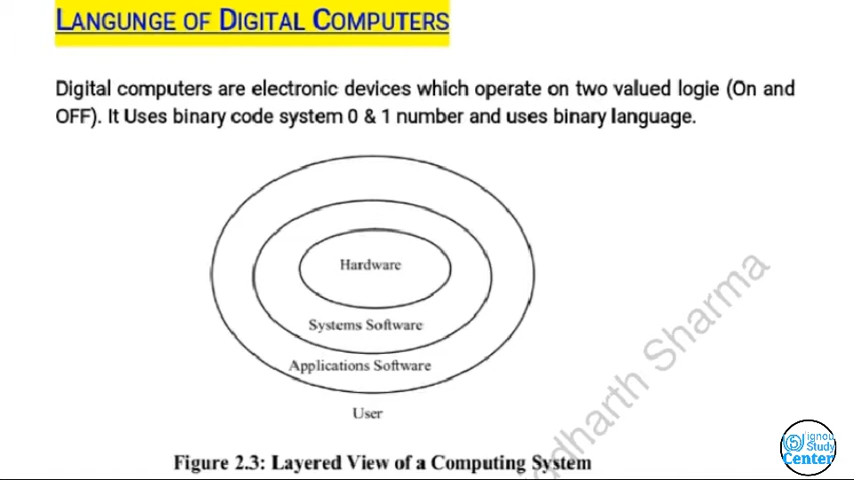 LANGUNGE OF DIGITAL COMPUTERS
Digital computers are electronic devices which operate on two valued logie (On and
OFF). It Uses binary code system 0 & 1 number and uses binary language.
Hardware
Systems Software
Applications Software
User
Figure 2.3: Layered View of a Computing System
Sharma
ignou
Study
Center